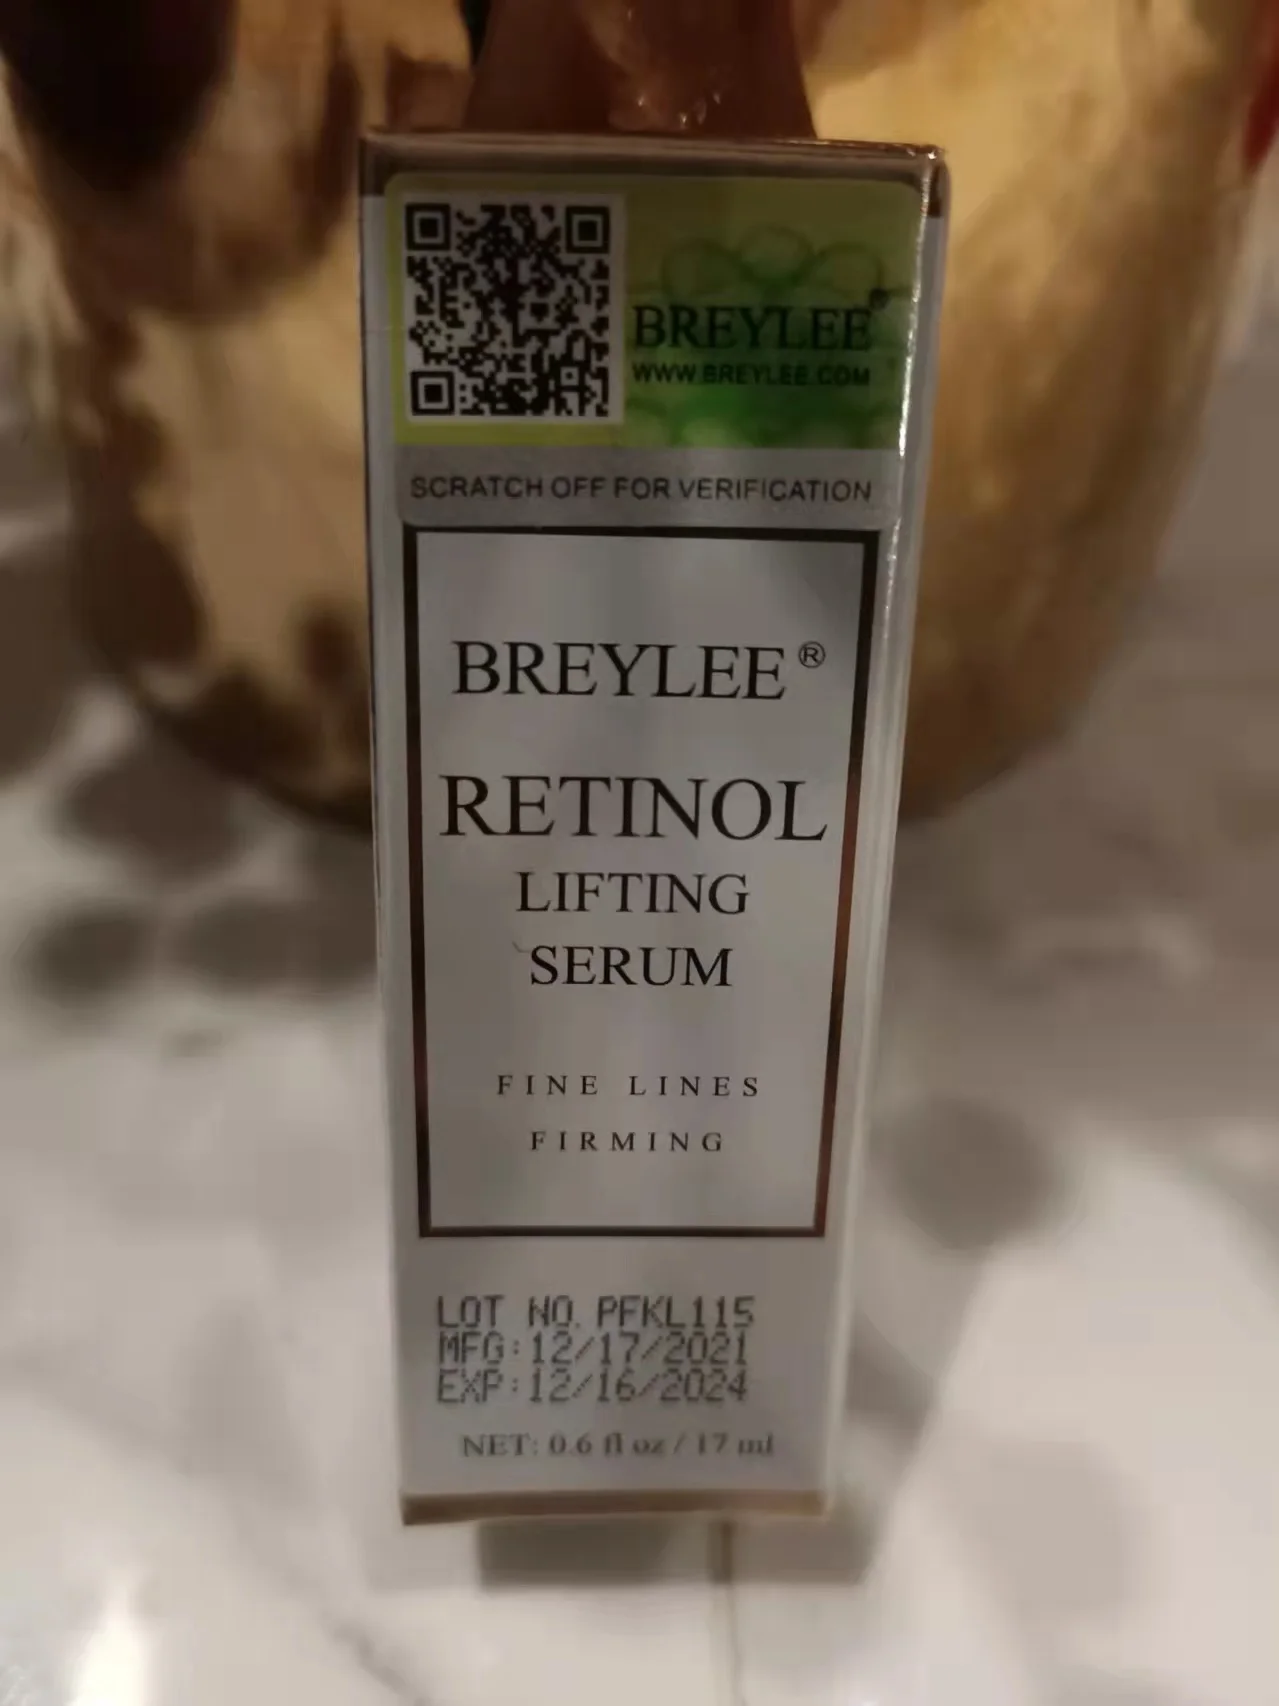 BREYLEE®
WWW.BREYLEE.COM
SCRATCH OFF FOR VERIFICATION
BREYLEE®
RETINOL
LIFTING
SERUM
FINE LINES
FIRMING
LOT NO. PFKL115
MFG:12/17/2021
EXP:12/16/2024
NET: 0.6 fl oz / 17 ml